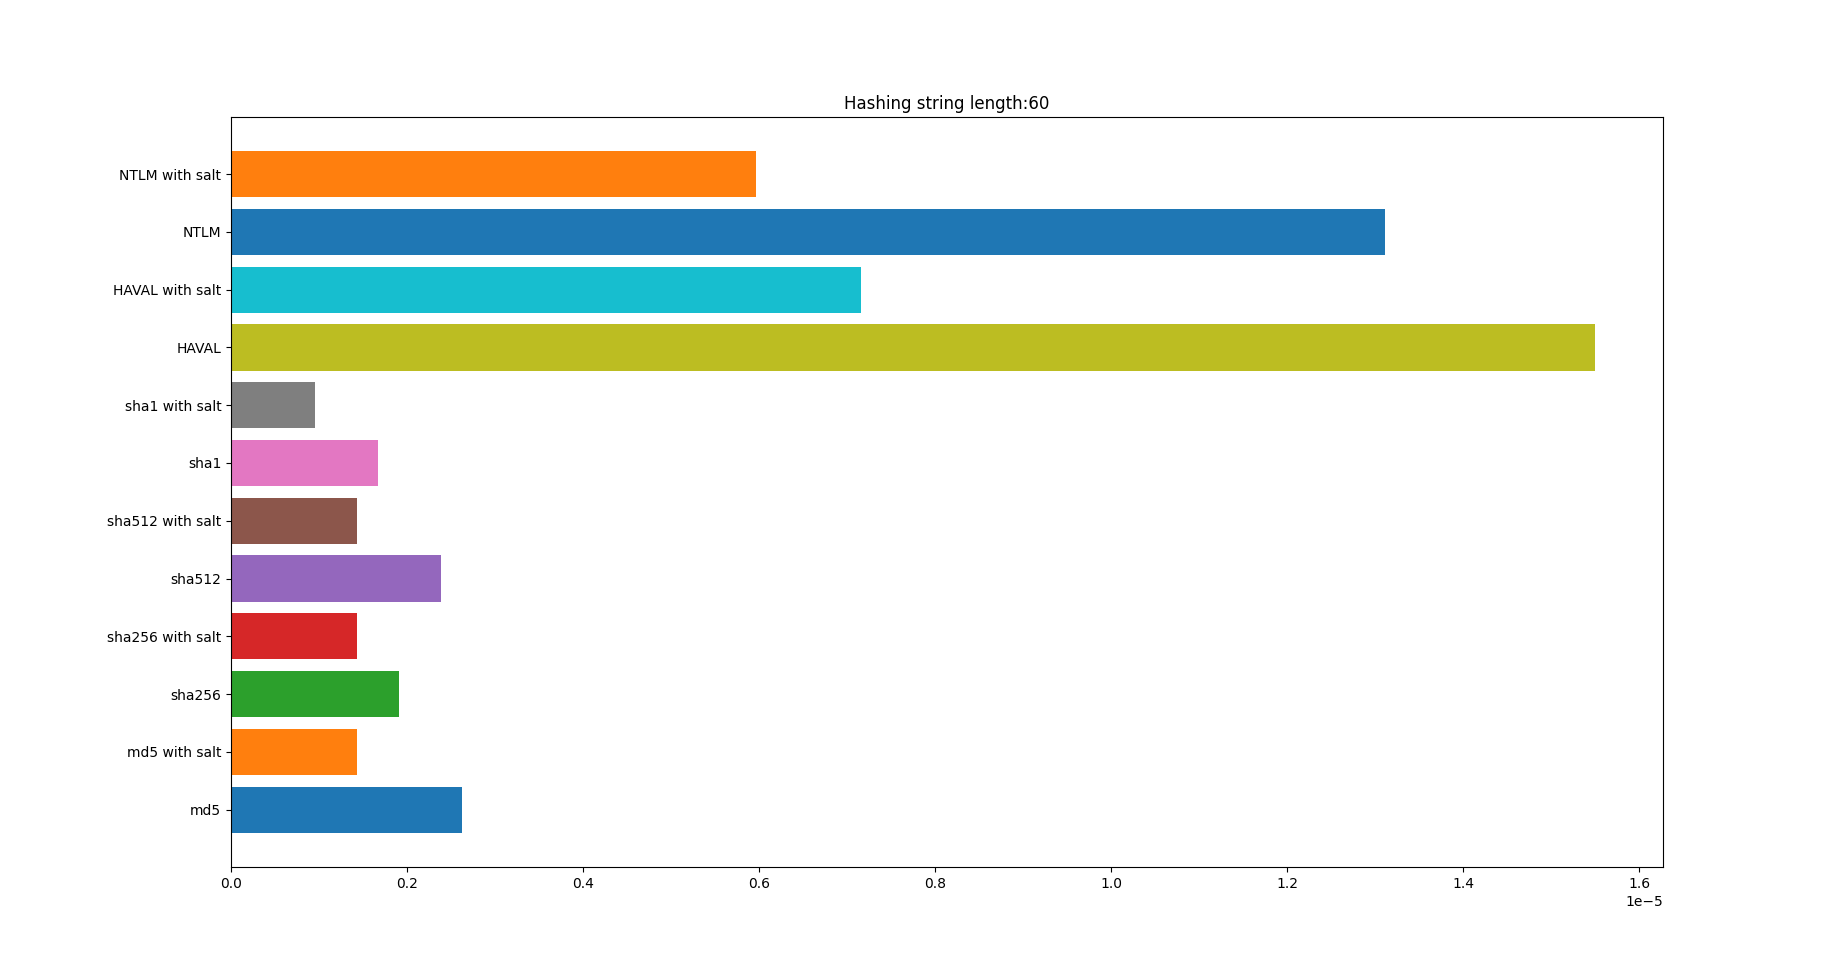 Hashing string length:60
NTLM with salt
NTLM
HAVAL with salt
HAVAL
sha1 with salt
sha1
sha512 with salt
sha512
sha256 with salt
sha256
md5 with salt
md5
0.0 0.2 0.4 0.6 0.8 1.0 1.2 1.4 1.6
1e−5